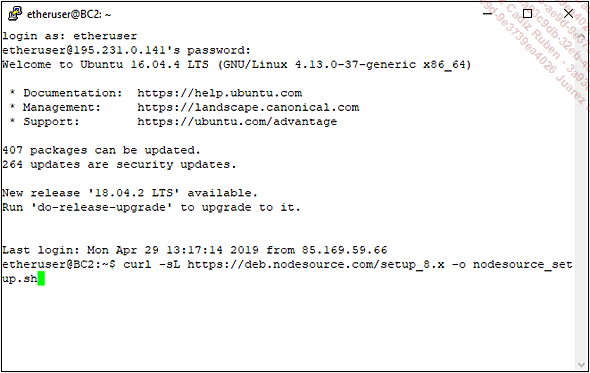 etheruser@BC2: ~
login as: etheruser
etheruser@195.231.0.141's password:
Welcome to Ubuntu 16.04.4 LTS (GNU/Linux 4.13.0-37-generic x86_64)
* Documentation: https://help.ubuntu.com
* Management: https://landscape.canonical.com
* Support: https://ubuntu.com/advantage
407 packages can be updated.
264 updates are security updates.
New release '18.04.2 LTS' available.
Run 'do-release-upgrade' to upgrade to it.
Last login: Mon Apr 29 13:17:14 2019 from 85.169.59.66
etheruser@BC2:~$ curl -sL https://deb.nodesource.com/setup_8.x -o nodesource_set
up.sh